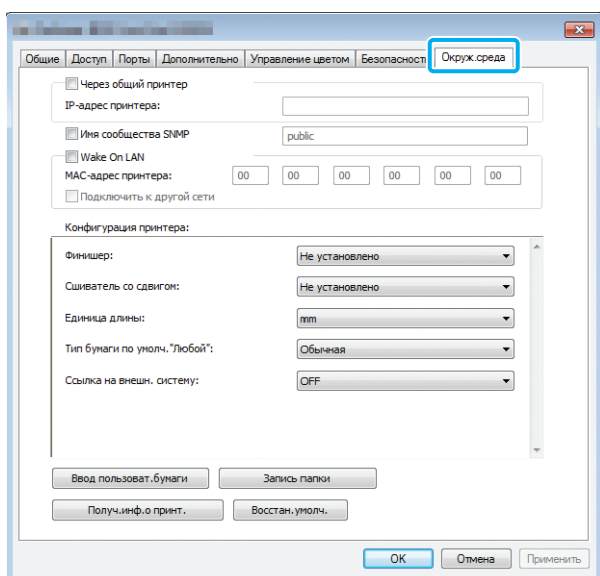 Общие Доступ Порты Дополнительно Управление цветом Безопасност Окруж.среда
Через общий принтер
IP-адрес принтера:
Имя сообщества SNMP public
Wake On LAN
MAC-адрес принтера: 00 00 00 00 00 00
Подключить к другой сети
Конфигурация принтера:
Финишер: Не установлено
Сшиватель со сдвигом: Не установлено
Единица длины: mm
Тип бумаги по умолч."Любой": Обычная
Ссылка на внешн. систему: OFF
Ввод пользоват.бумаги Запись папки
Получ.инф.о принт. Восстан.умолч.
OK Отмена Применить